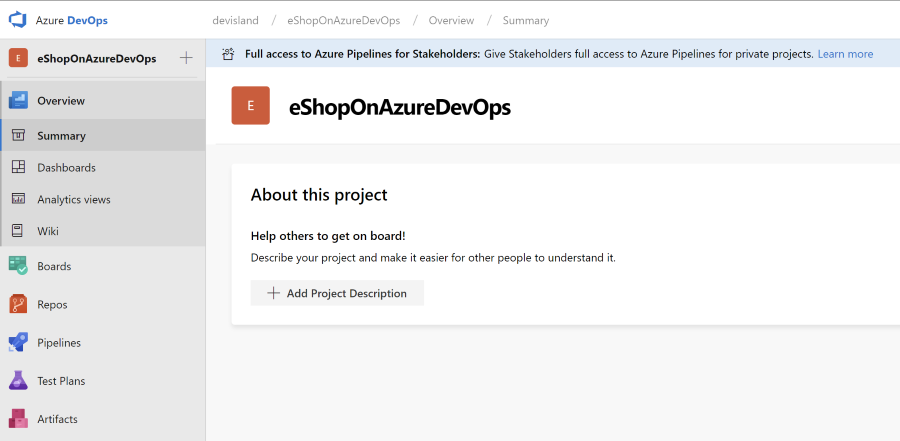 Azure DevOps
devisland / eShopOnAzureDevOps / Overview / Summary
E eShopOnAzureDevOps
Full access to Azure Pipelines for Stakeholders: Give Stakeholders full access to Azure Pipelines for private projects. Learn more
Overview
Summary
Dashboards
Analytics views
Wiki
Boards
Repos
Pipelines
Test Plans
Artifacts
E eShopOnAzureDevOps
About this project
Help others to get on board!
Describe your project and make it easier for other people to understand it.
+ Add Project Description